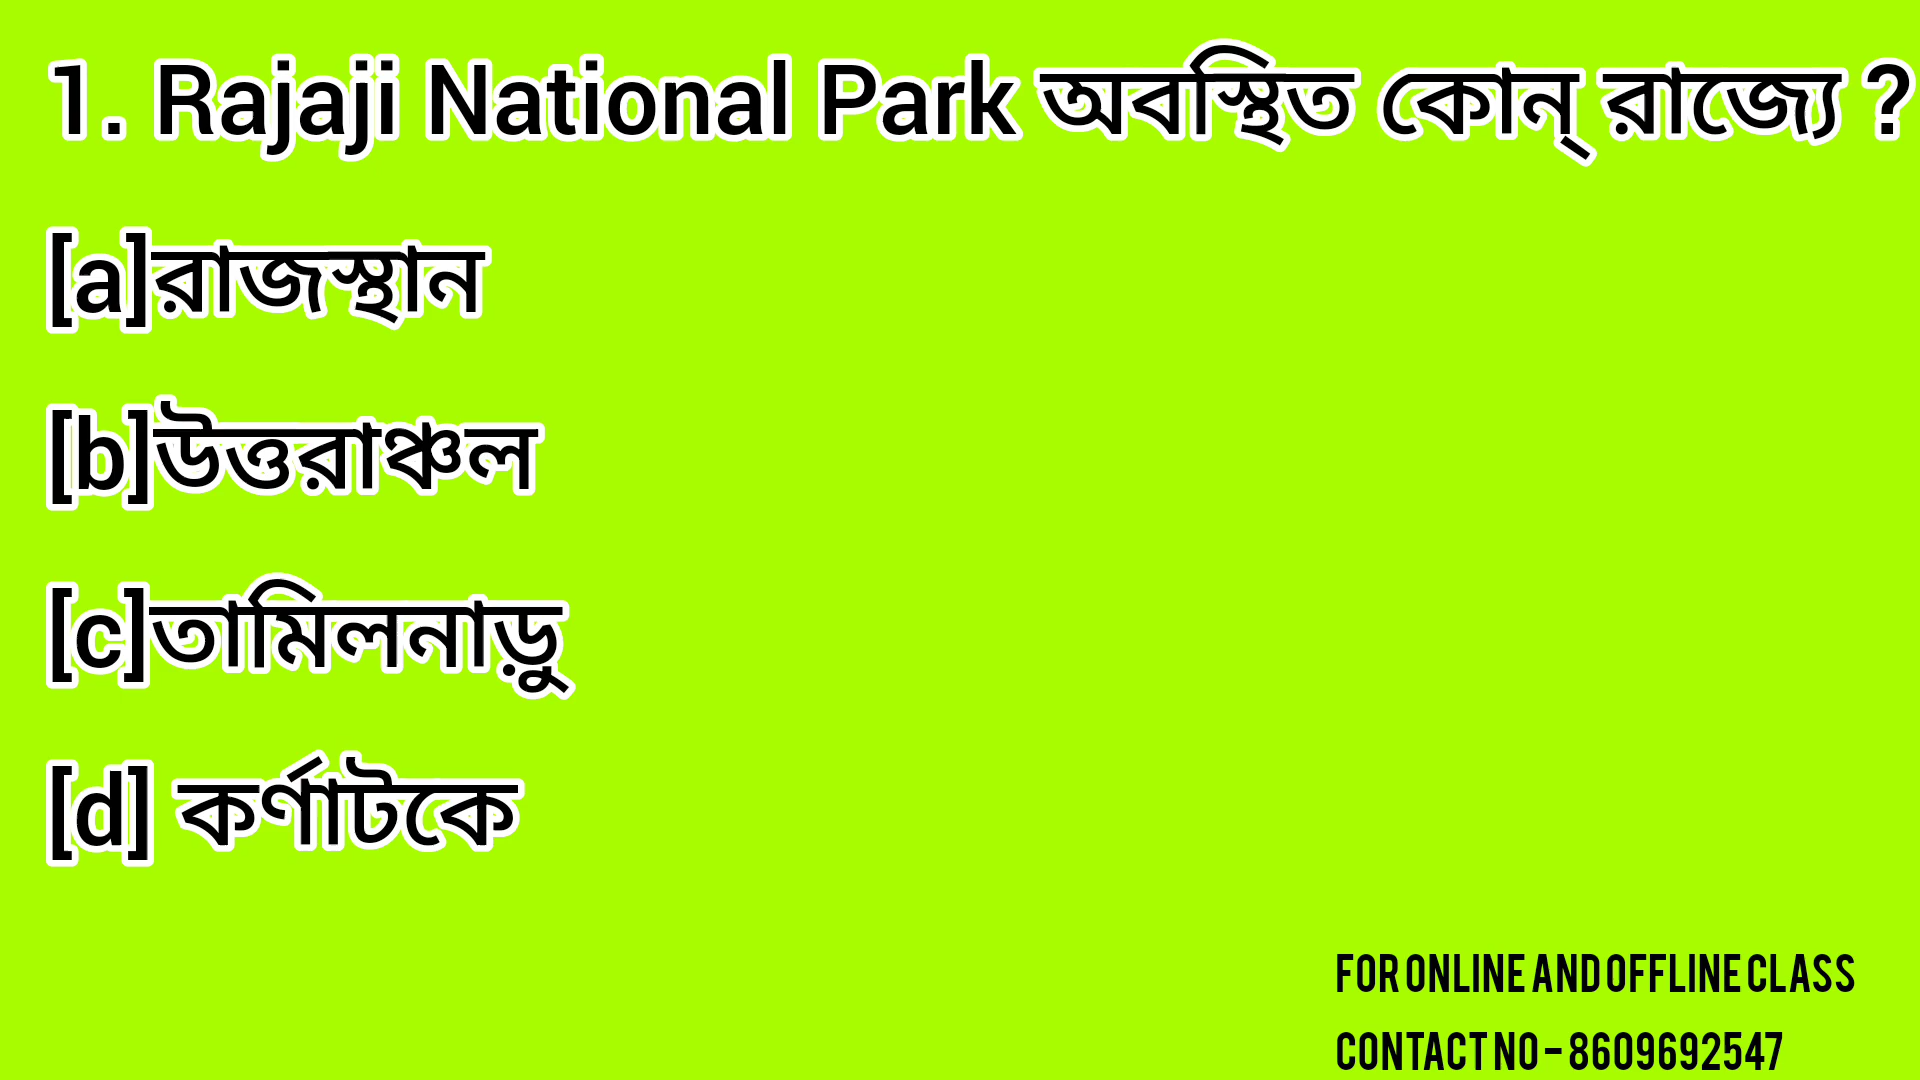 1. Rajaji National Park অবস্থিত কোন্ রাজ্যে ?
[a]রাজস্থান
[b]উত্তরাঞ্চল
[c]তামিলনাড়ু
[d] কর্ণাটকে
FOR ONLINE AND OFFLINE CLASS
CONTACT NO - 8609692547